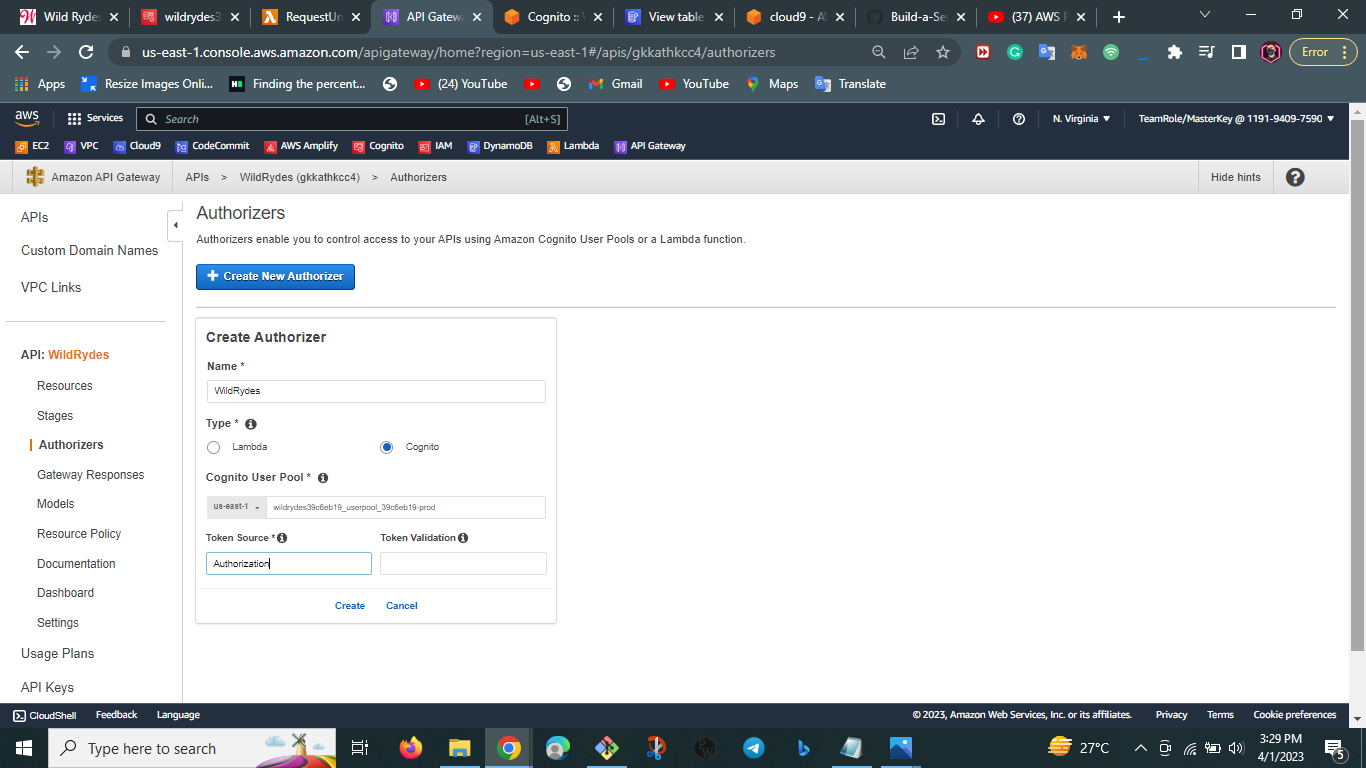 Wild Ryde
wildrydes3
RequestUn
API Gatew
Cognito ::
View table
cloud9 - A
Build-a-Se
(37) AWS
us-east-1.console.aws.amazon.com/apigateway/home?region=us-east-1#/apis/gkkathkcc4/authorizers
Error
Apps
Resize Images Onli...
Finding the percent...
(24) YouTube
Gmail
YouTube
Maps
Translate
aws
Services
Search
[Alt+S]
N. Virginia
TeamRole/MasterKey @ 1191-9409-7590
EC2
VPC
Cloud9
CodeCommit
AWS Amplify
Cognito
IAM
DynamoDB
Lambda
API Gateway
Amazon API Gateway
APIs > WildRydes (gkkathkcc4) > Authorizers
Hide hints
APIs
Custom Domain Names
VPC Links
API: WildRydes
Resources
Stages
Authorizers
Gateway Responses
Models
Resource Policy
Documentation
Dashboard
Settings
Usage Plans
API Keys
Authorizers
Authorizers enable you to control access to your APIs using Amazon Cognito User Pools or a Lambda function.
+ Create New Authorizer
Create Authorizer
Name *
WildRydes
Type *
Lambda
Cognito
Cognito User Pool *
us-east-1
wildrydes39c6eb19_userpool_39c6eb19-prod
Token Source *
Token Validation
Authorization
Create
Cancel
CloudShell
Feedback
Language
© 2023, Amazon Web Services, Inc. or its affiliates.
Privacy
Terms
Cookie preferences
Type here to search
27°C
3:29 PM
4/1/2023
5